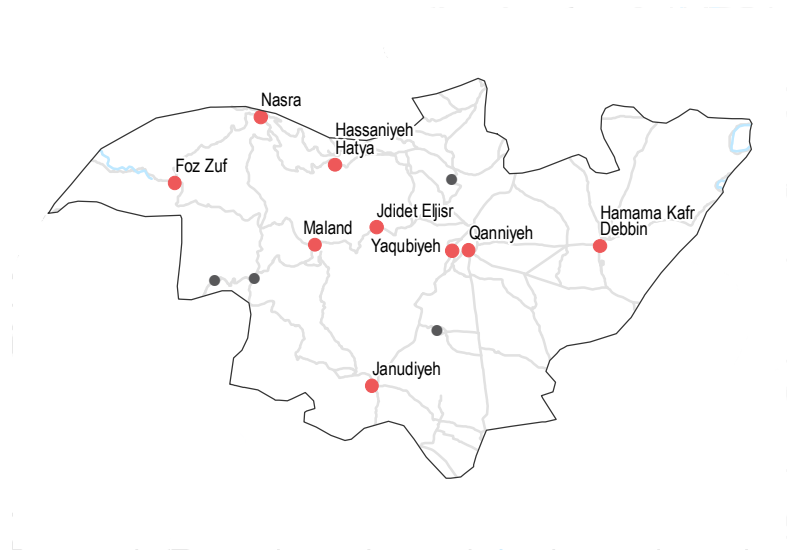 Nasra
Hassaniyeh
Hatya
Foz Zuf
Jdidet Eljisr
Maland
Yaqubiyeh
Qanniyeh
Hamama Kafr
Debbin
Janudiyeh